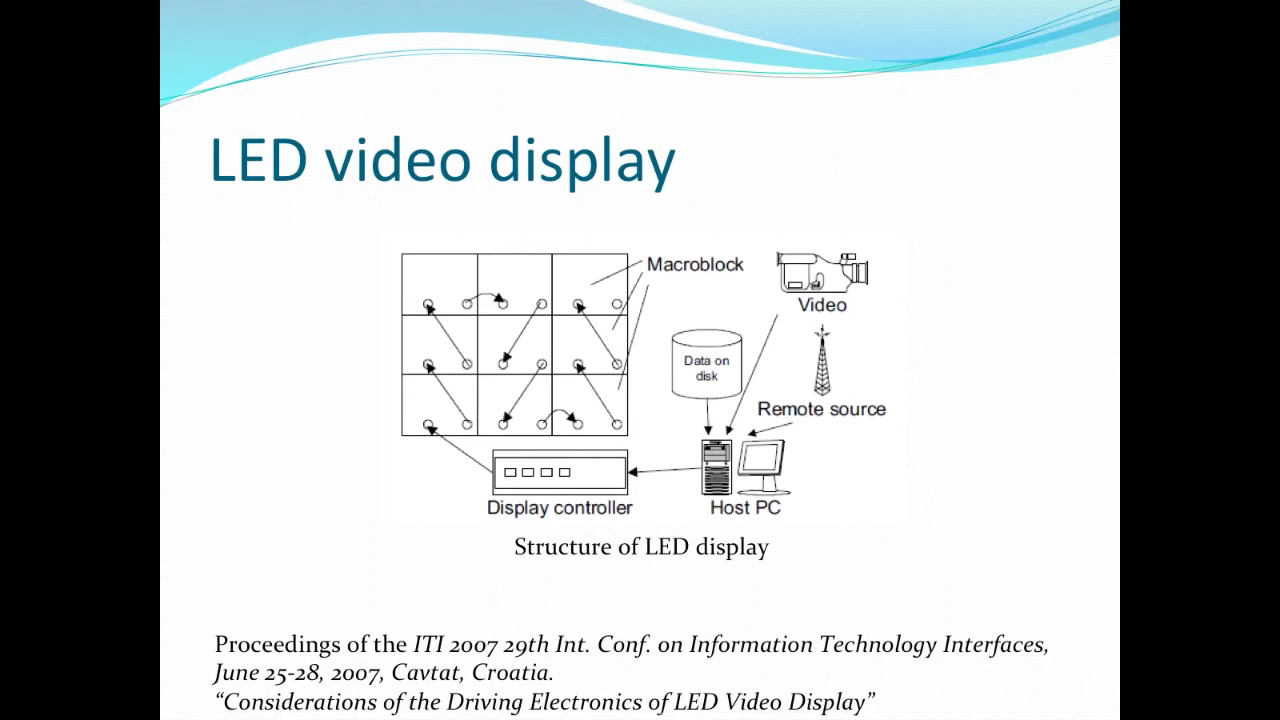 LED video display
Macroblock
Video
Data on
disk
Remote source
Display controller
Host PC
Structure of LED display
Proceedings of the ITI 2007 29th Int. Conf. on Information Technology Interfaces,
June 25-28, 2007, Cavtat, Croatia.
“Considerations of the Driving Electronics of LED Video Display”